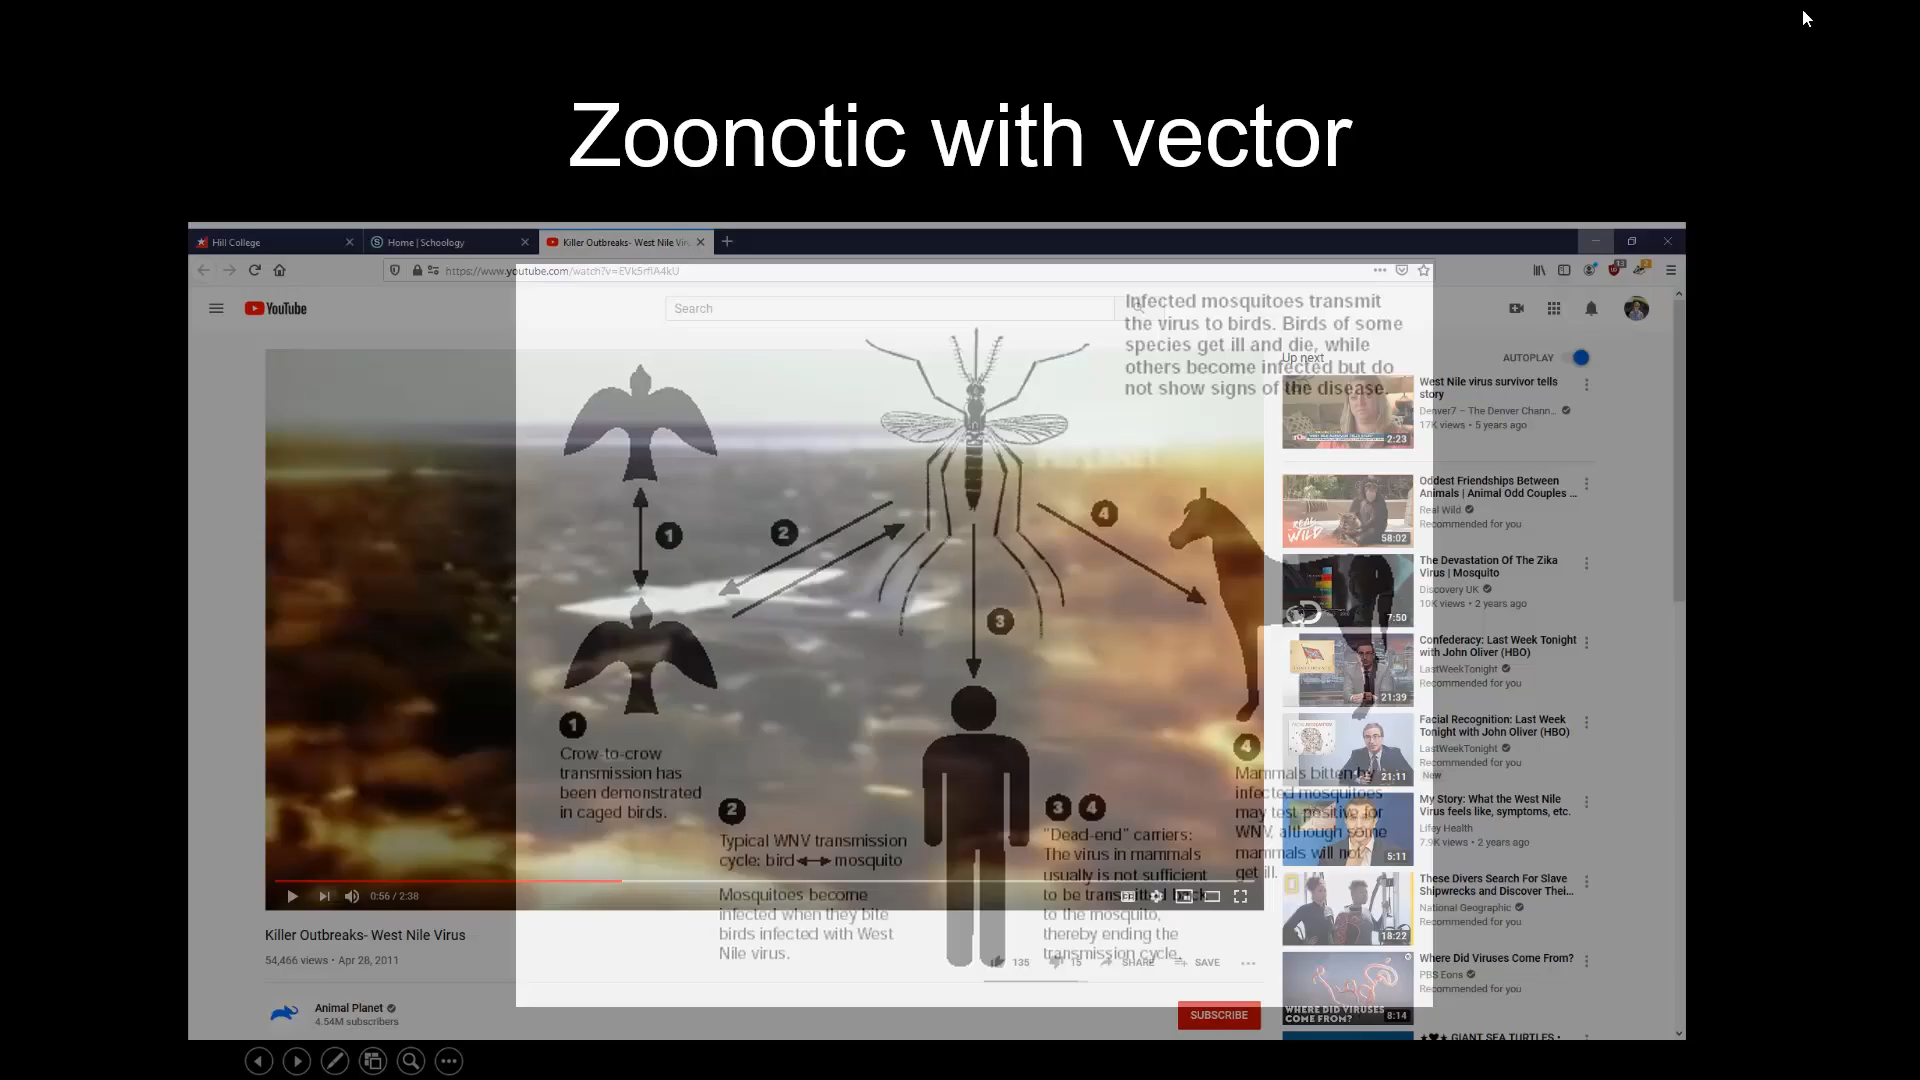 Zoonotic with vector
Hill College
Home | Schoology
Killer Outbreaks- West Nile Vir
https://www.youtube.com/watch?v=EVk5rflA4kU
YouTube
Search
Infected mosquitoes transmit
the virus to birds. Birds of some
species get ill and die, while
others become infected but do
not show signs of the disease.
Up next
AUTOPLAY
West Nile virus survivor tells
story
Denver7 – The Denver Chann...
17K views • 5 years ago
2:23
Oddest Friendships Between
Animals | Animal Odd Couples ...
Real Wild
Recommended for you
REAL
WILD
58:02
The Devastation Of The Zika
Virus | Mosquito
Discovery UK
10K views • 2 years ago
7:50
Confederacy: Last Week Tonight
with John Oliver (HBO)
LastWeekTonight
Recommended for you
21:39
Facial Recognition: Last Week
Tonight with John Oliver (HBO)
LastWeekTonight
Recommended for you
New
21:11
My Story: What the West Nile
Virus feels like, symptoms, etc.
Lifey Health
7.9K views • 2 years ago
5:11
These Divers Search For Slave
Shipwrecks and Discover Thei...
National Geographic
Recommended for you
18:22
Where Did Viruses Come From?
PBS Eons
Recommended for you
WHERE DID VIRUSES
COME FROM?
8:14
GIANT SEA TURTLES •
1
2
3
4
1
Crow-to-crow
transmission has
been demonstrated
in caged birds.
2
Typical WNV transmission
cycle: bird mosquito
Mosquitoes become
infected when they bite
birds infected with West
Nile virus.
3 4
"Dead-end" carriers:
The virus in mammals
usually is not sufficient
to be transmitted back
to the mosquito,
thereby ending the
transmission cycle.
4
Mammals bitten by
infected mosquitoes
may test positive for
WNV, although some
mammals will not
get ill.
0:56 / 2:38
Killer Outbreaks- West Nile Virus
54,466 views • Apr 28, 2011
135
15
SHARE
SAVE
Animal Planet
4.54M subscribers
SUBSCRIBE